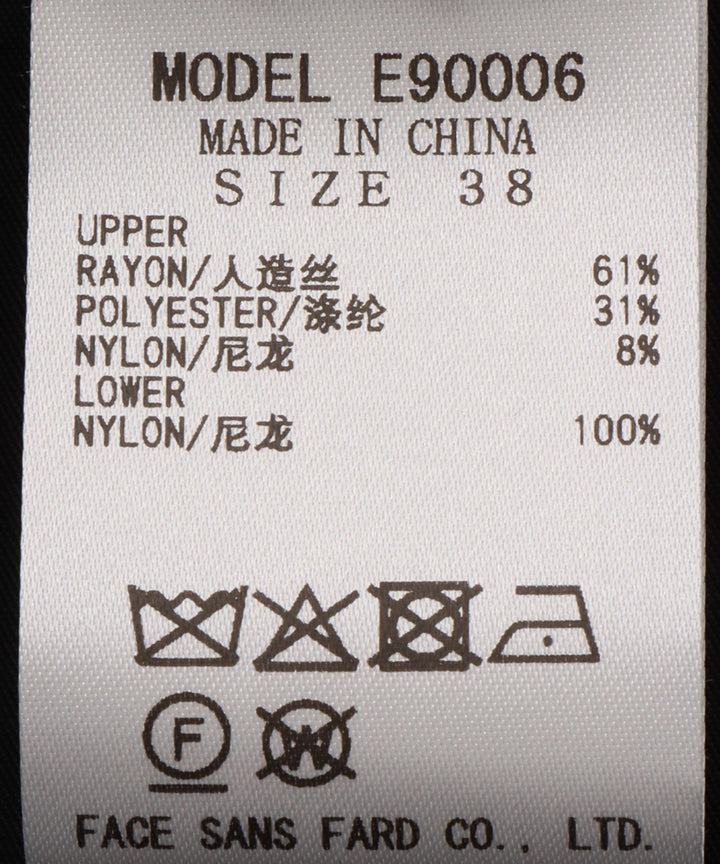 MODEL E90006
MADE IN CHINA
SIZE 38
UPPER
RAYON/人造丝 61%
POLYESTER/涤纶 31%
NYLON/尼龙 8%
LOWER
NYLON/尼龙 100%
F W
FACE SANS FARD CO., LTD.